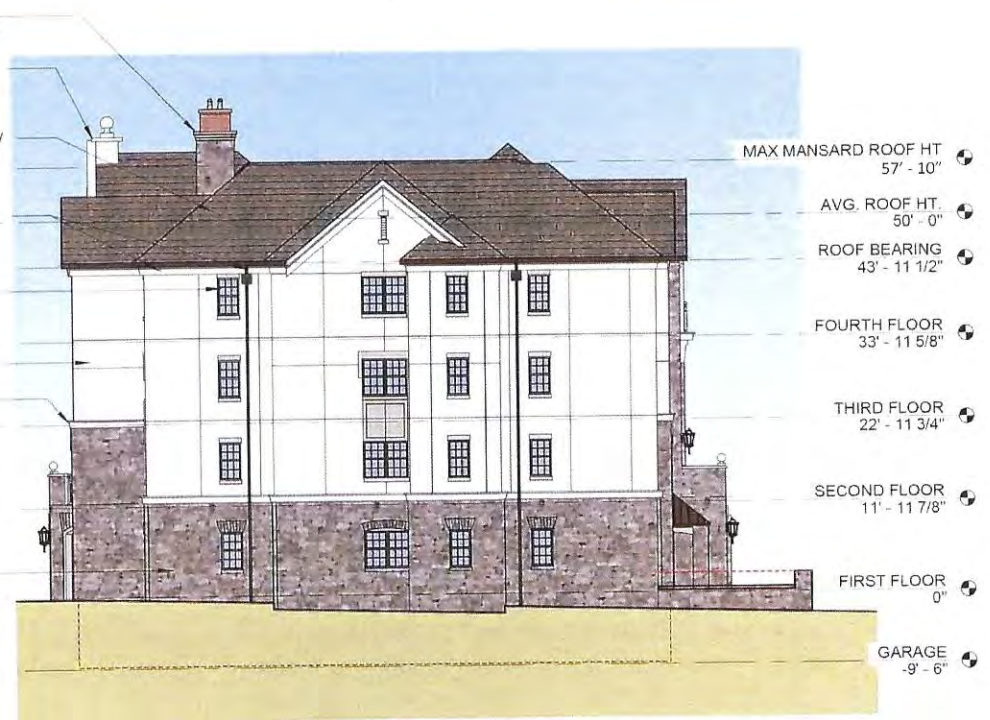 MAX MANSARD ROOF HT
57' - 10"
AVG. ROOF HT.
50' - 0"
ROOF BEARING
43' - 11 1/2"
FOURTH FLOOR
33' - 11 5/8"
THIRD FLOOR
22' - 11 3/4"
SECOND FLOOR
11' - 11 7/8"
FIRST FLOOR
0"
GARAGE
-9' - 6"